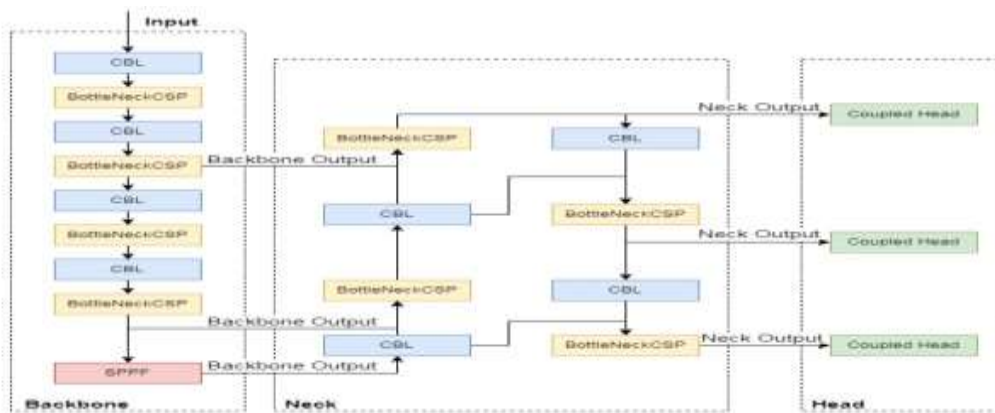 Input
CBL
BottleNeckCSP
CBL
BottleNeckCSP
CBL
BottleNeckCSP
CBL
BottleNeckCSP
SPPF
Backbone
Backbone Output
Backbone Output
Backbone Output
BottleNeckCSP
CBL
BottleNeckCSP
CBL
CBL
BottleNeckCSP
CBL
BottleNeckCSP
Neck
Neck Output
Neck Output
Neck Output
Coupled Head
Coupled Head
Coupled Head
Head